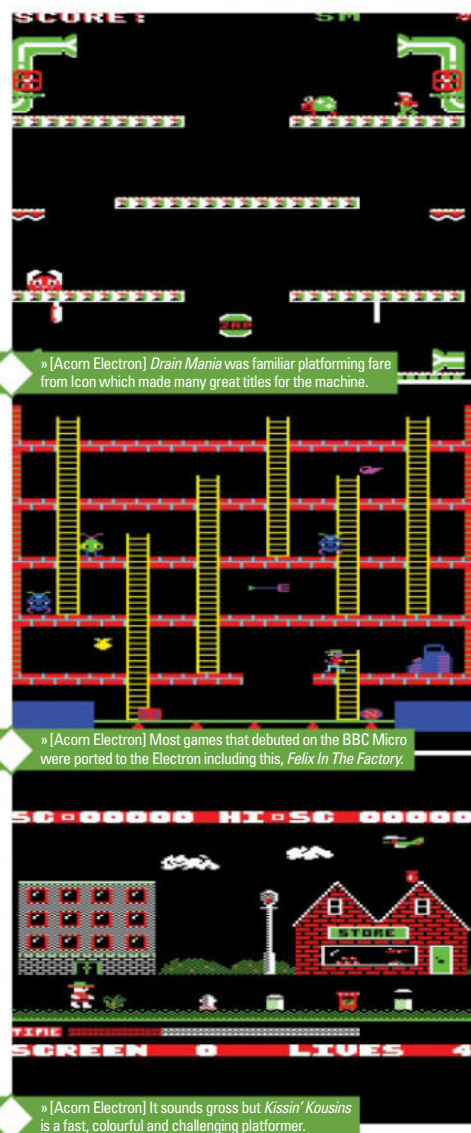 SCORE: SM
ZAP
» [Acorn Electron] Drain Mania was familiar platforming fare
from Icon which made many great titles for the machine.
» [Acorn Electron] Most games that debuted on the BBC Micro
were ported to the Electron including this, Felix In The Factory.
SC:00000 HI:SC 00000
STORE
TIME
SCREEN 0 LIVES 4
» [Acorn Electron] It sounds gross but Kissin' Kousins
is a fast, colourful and challenging platformer.